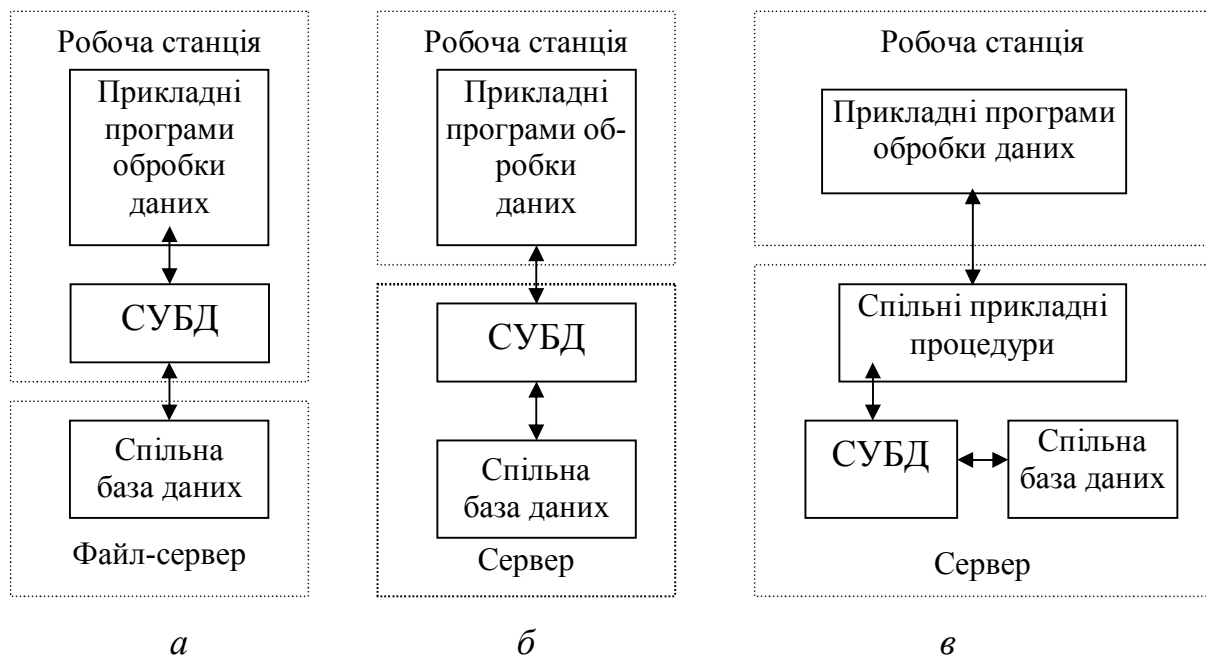 Робоча станція
Прикладні
програми
обробки
даних
СУБД
Спільна
база даних
Файл-сервер
а
Робоча станція
Прикладні
програми об-
робки
даних
СУБД
Спільна
база даних
Сервер
б
Робоча станція
Прикладні програми
обробки даних
Спільні прикладні
процедури
СУБД
Спільна
база даних
Сервер
в